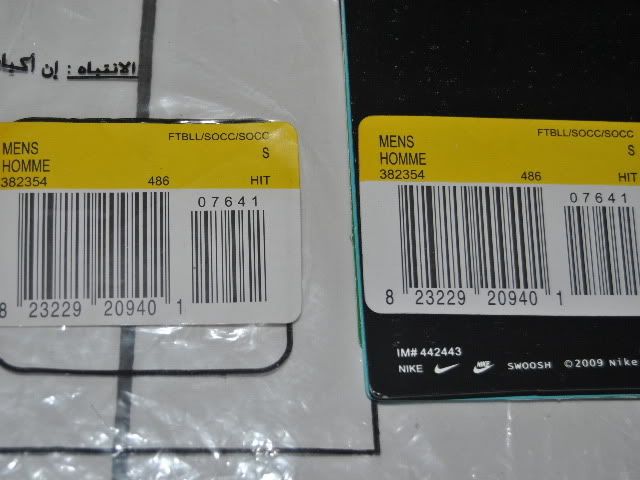 الانتباه : إن أكيا
FTBLL/SOCC/SOCC
MENS S
HOMME
382354 486 HIT
07641
8 23229 20940 1
FTBLL/SOCC/SOCC
MENS S
HOMME
382354 486 HIT
07641
8 23229 20940 1
IM# 442443
NIKE NIKE SWOOSH ©2009 Nike